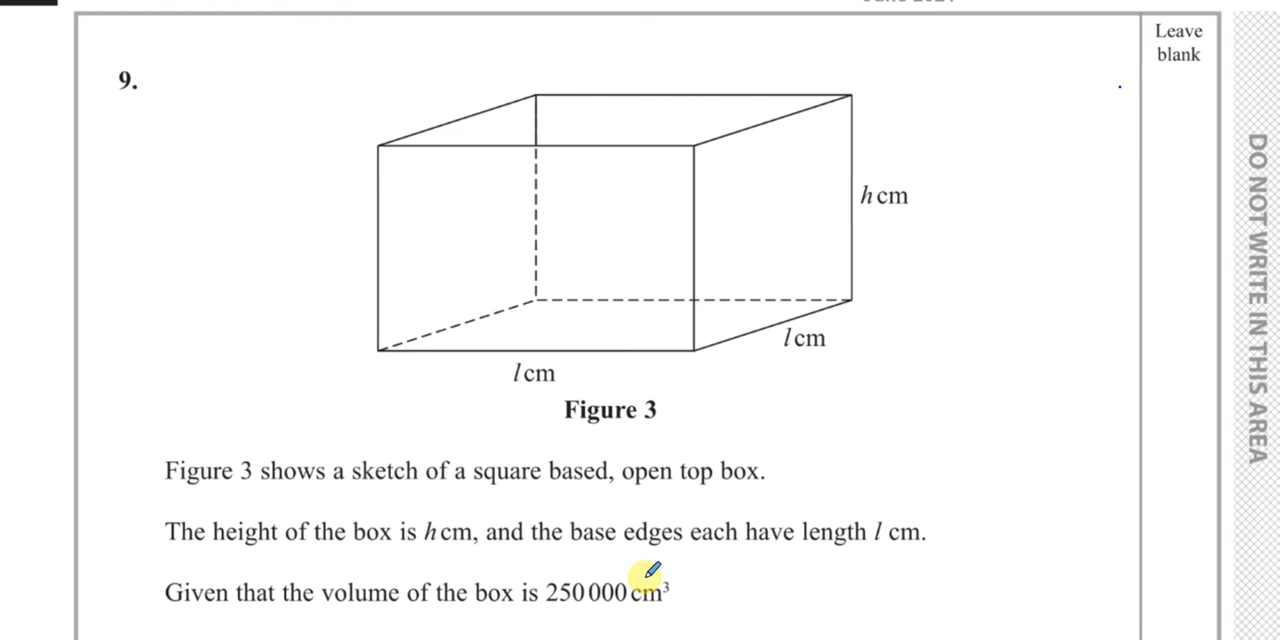 Leave
blank
9.
h cm
l cm
l cm
Figure 3
Figure 3 shows a sketch of a square based, open top box.
The height of the box is h cm, and the base edges each have length l cm.
Given that the volume of the box is 250 000 cm³
DO NOT WRITE IN THIS AREA